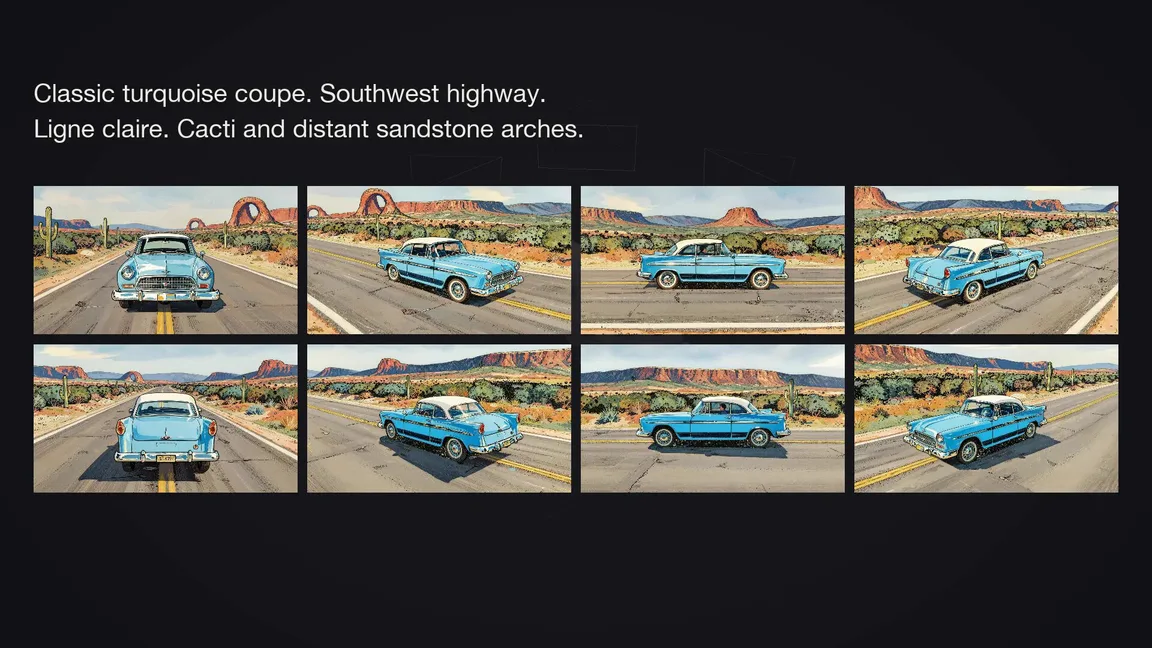 Classic turquoise coupe. Southwest highway.
Ligne claire. Cacti and distant sandstone arches.